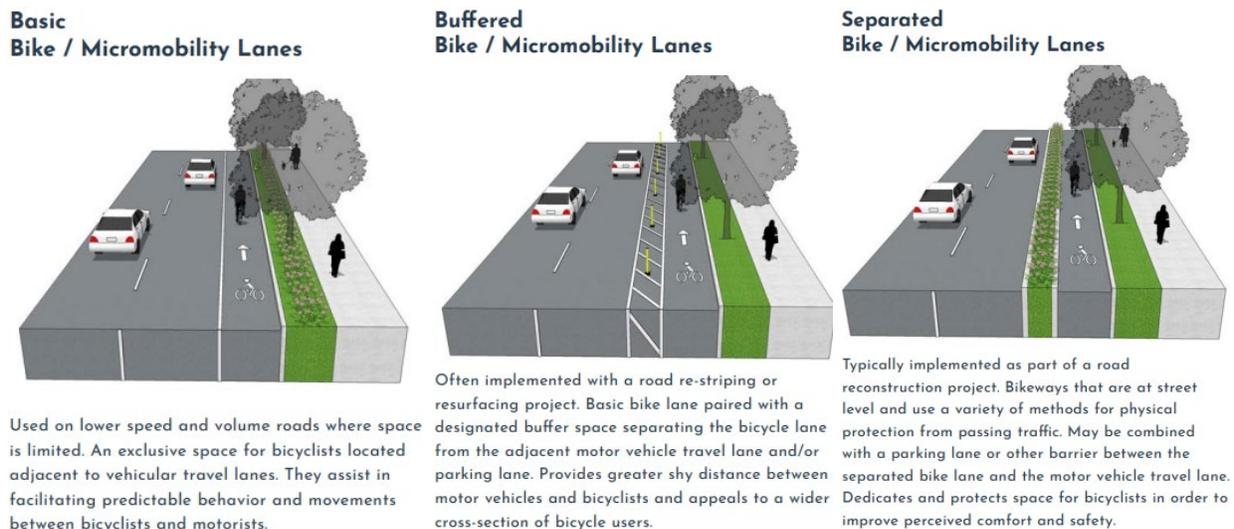 Basic
Bike / Micromobility Lanes
Used on lower speed and volume roads where space
is limited. An exclusive space for bicyclists located
adjacent to vehicular travel lanes. They assist in
facilitating predictable behavior and movements
between bicyclists and motorists.
Buffered
Bike / Micromobility Lanes
Often implemented with a road re-striping or
resurfacing project. Basic bike lane paired with a
designated buffer space separating the bicycle lane
from the adjacent motor vehicle travel lane and/or
parking lane. Provides greater shy distance between
motor vehicles and bicyclists and appeals to a wider
cross-section of bicycle users.
Separated
Bike / Micromobility Lanes
Typically implemented as part of a road
reconstruction project. Bikeways that are at street
level and use a variety of methods for physical
protection from passing traffic. May be combined
with a parking lane or other barrier between the
separated bike lane and the motor vehicle travel lane.
Dedicates and protects space for bicyclists in order to
improve perceived comfort and safety.